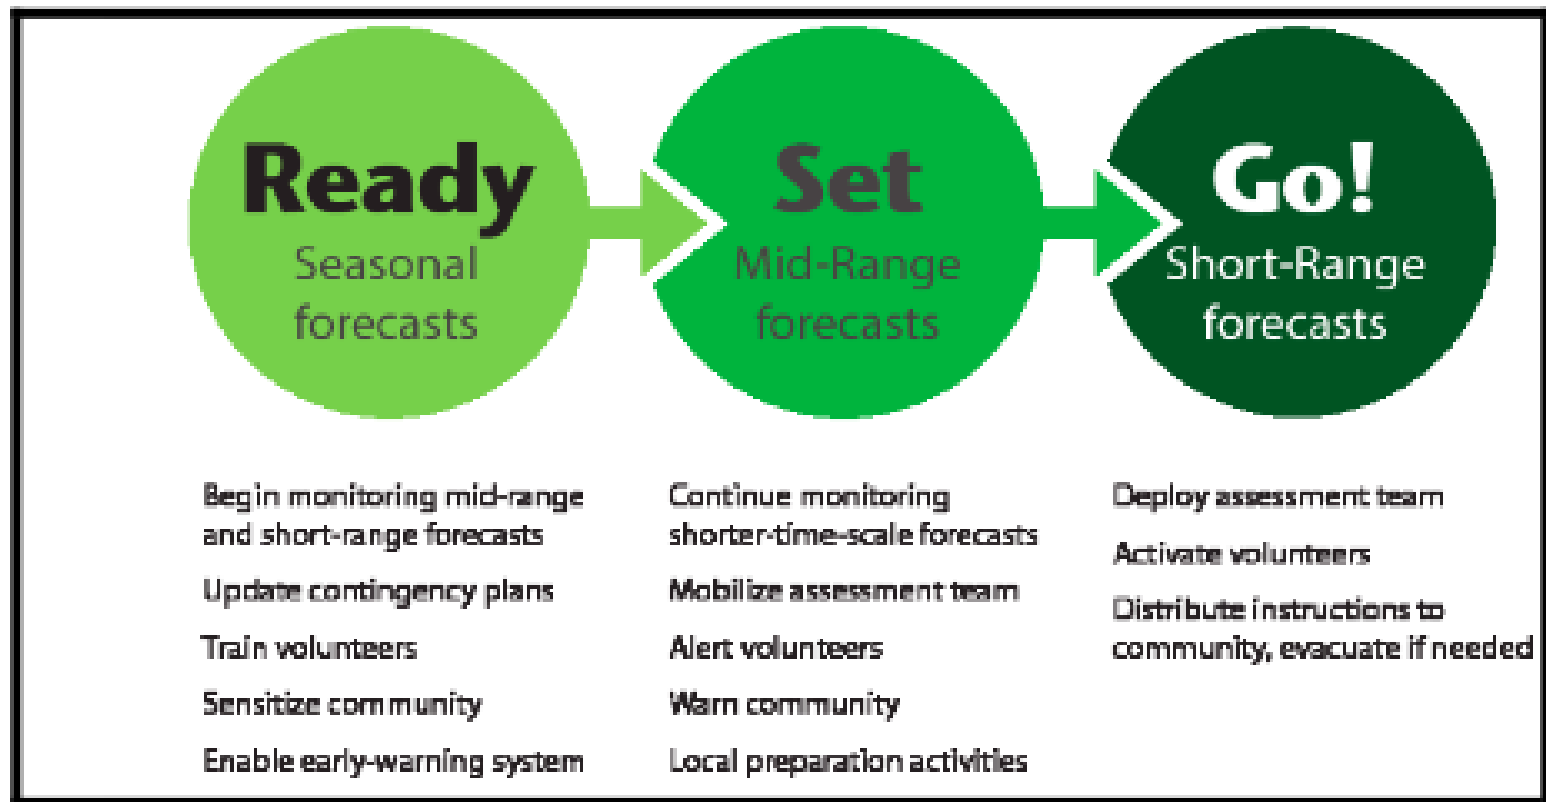 Ready
Seasonal
forecasts
Set
Mid-Range
forecasts
Go!
Short-Range
forecasts
Begin monitoring mid-range
and short-range forecasts
Update contingency plans
Train volunteers
Sensitize community
Enable early-warning system
Continue monitoring
shorter-time-scale forecasts
Mobilize assessment team
Alert volunteers
Warn community
Local preparation activities
Deploy assessment team
Activate volunteers
Distribute instructions to
community, evacuate if needed